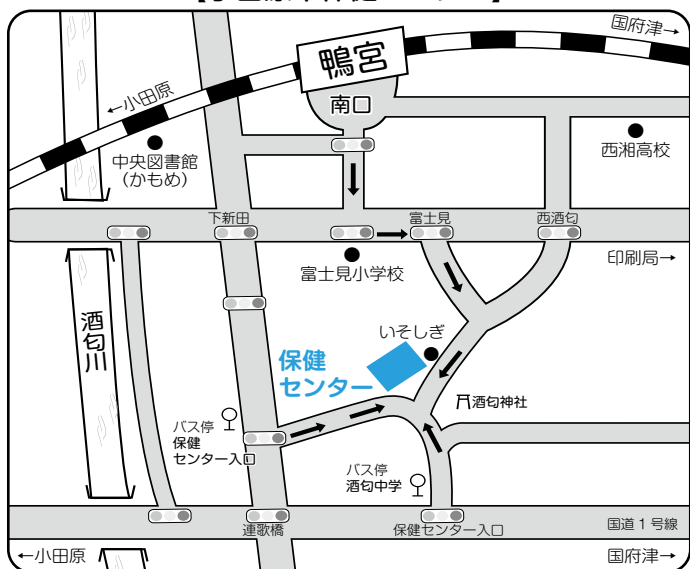 国府津→
鴨宮
←小田原
南口
中央図書館
(かもめ)
西湘高校
下新田
富士見
西酒匂
富士見小学校
印刷局→
酒匂川
いそしぎ
保健
センター
酒匂神社
バス停
保健
センター入口
バス停
酒匂中学
連歌橋
保健センター入口
国道1号線
←小田原
国府津→